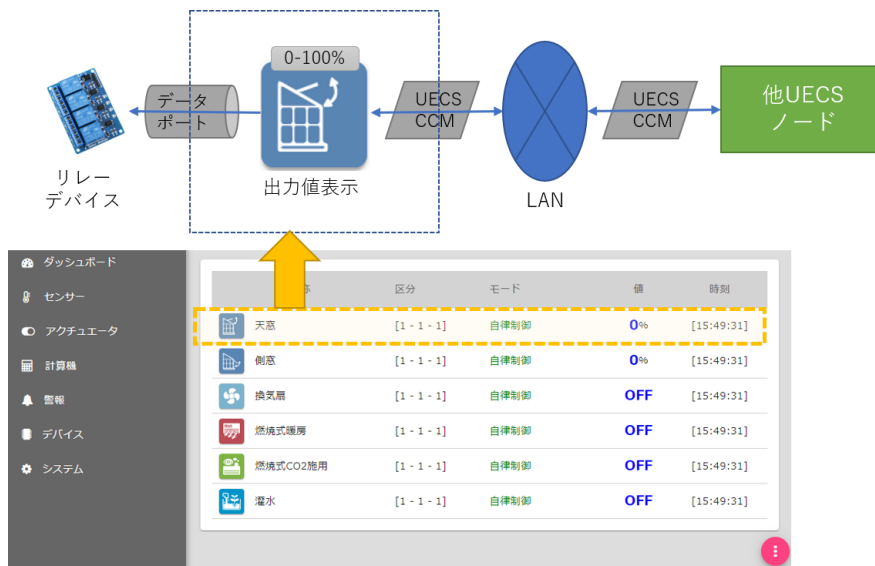 0-100%
データ
ポート
UECS
CCM
UECS
CCM
他UECS
ノード
リレー
デバイス
出力値表示
LAN
ダッシュボード
センサー
アクチュエータ
計算機
警報
デバイス
システム
区分 モード 値 時刻
天窓 [1 - 1 - 1] 自律制御 0% [15:49:31]
側窓 [1 - 1 - 1] 自律制御 0% [15:49:31]
換気扇 [1 - 1 - 1] 自律制御 OFF [15:49:31]
燃焼式暖房 [1 - 1 - 1] 自律制御 OFF [15:49:31]
燃焼式CO2施用 [1 - 1 - 1] 自律制御 OFF [15:49:31]
灌水 [1 - 1 - 1] 自律制御 OFF [15:49:31]